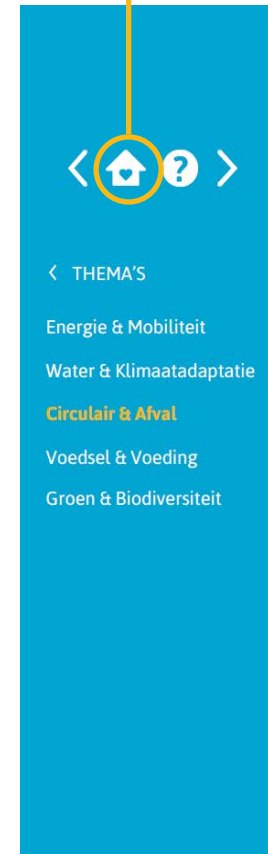 ?
THEMA'S
Energie & Mobiliteit
Water & Klimaatadaptatie
Circulair & Afval
Voedsel & Voeding
Groen & Biodiversiteit